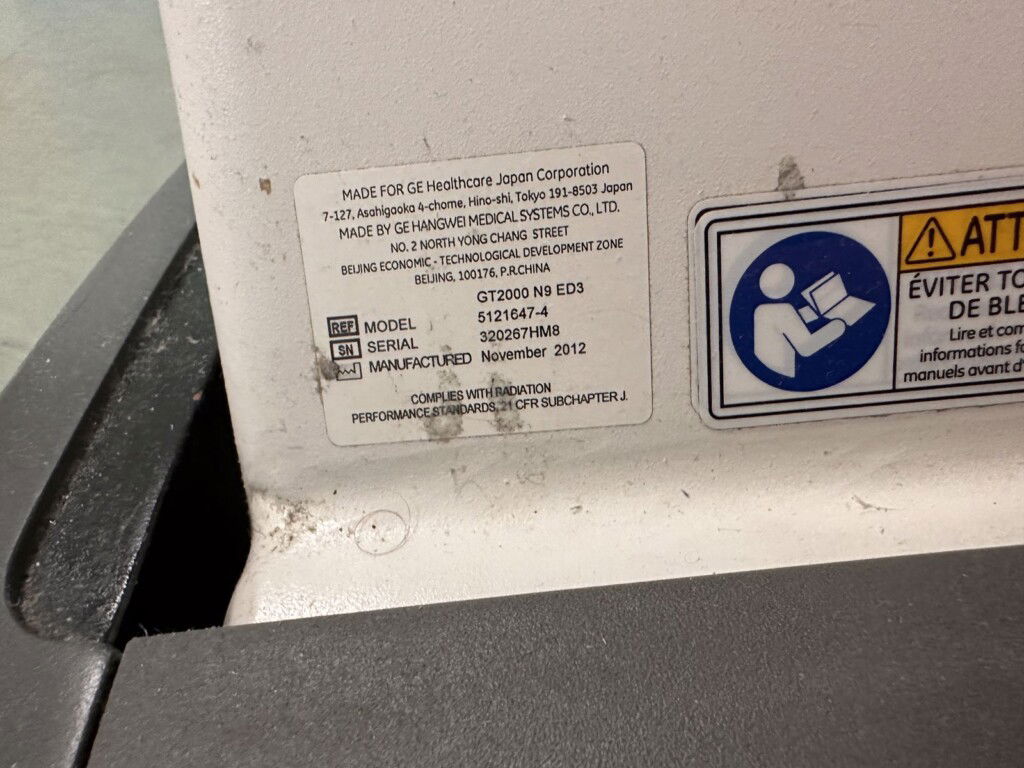 MADE FOR GE Healthcare Japan Corporation
7-127, Asahigaoka 4-chome, Hino-shi, Tokyo 191-8503 Japan
MADE BY GE HANGWEI MEDICAL SYSTEMS CO., LTD.
NO. 2 NORTH YONG CHANG STREET
BEIJING ECONOMIC - TECHNOLOGICAL DEVELOPMENT ZONE
BEIJING, 100176, P.R.CHINA
GT2000 N9 ED3
REF MODEL 5121647-4
SN SERIAL 320267HM8
MANUFACTURED November 2012
COMPLIES WITH RADIATION
PERFORMANCE STANDARDS, 21 CFR SUBCHAPTER J.
ATT
ÉVITER TO
DE BLE
Lire et com
informations fo
manuels avant d'